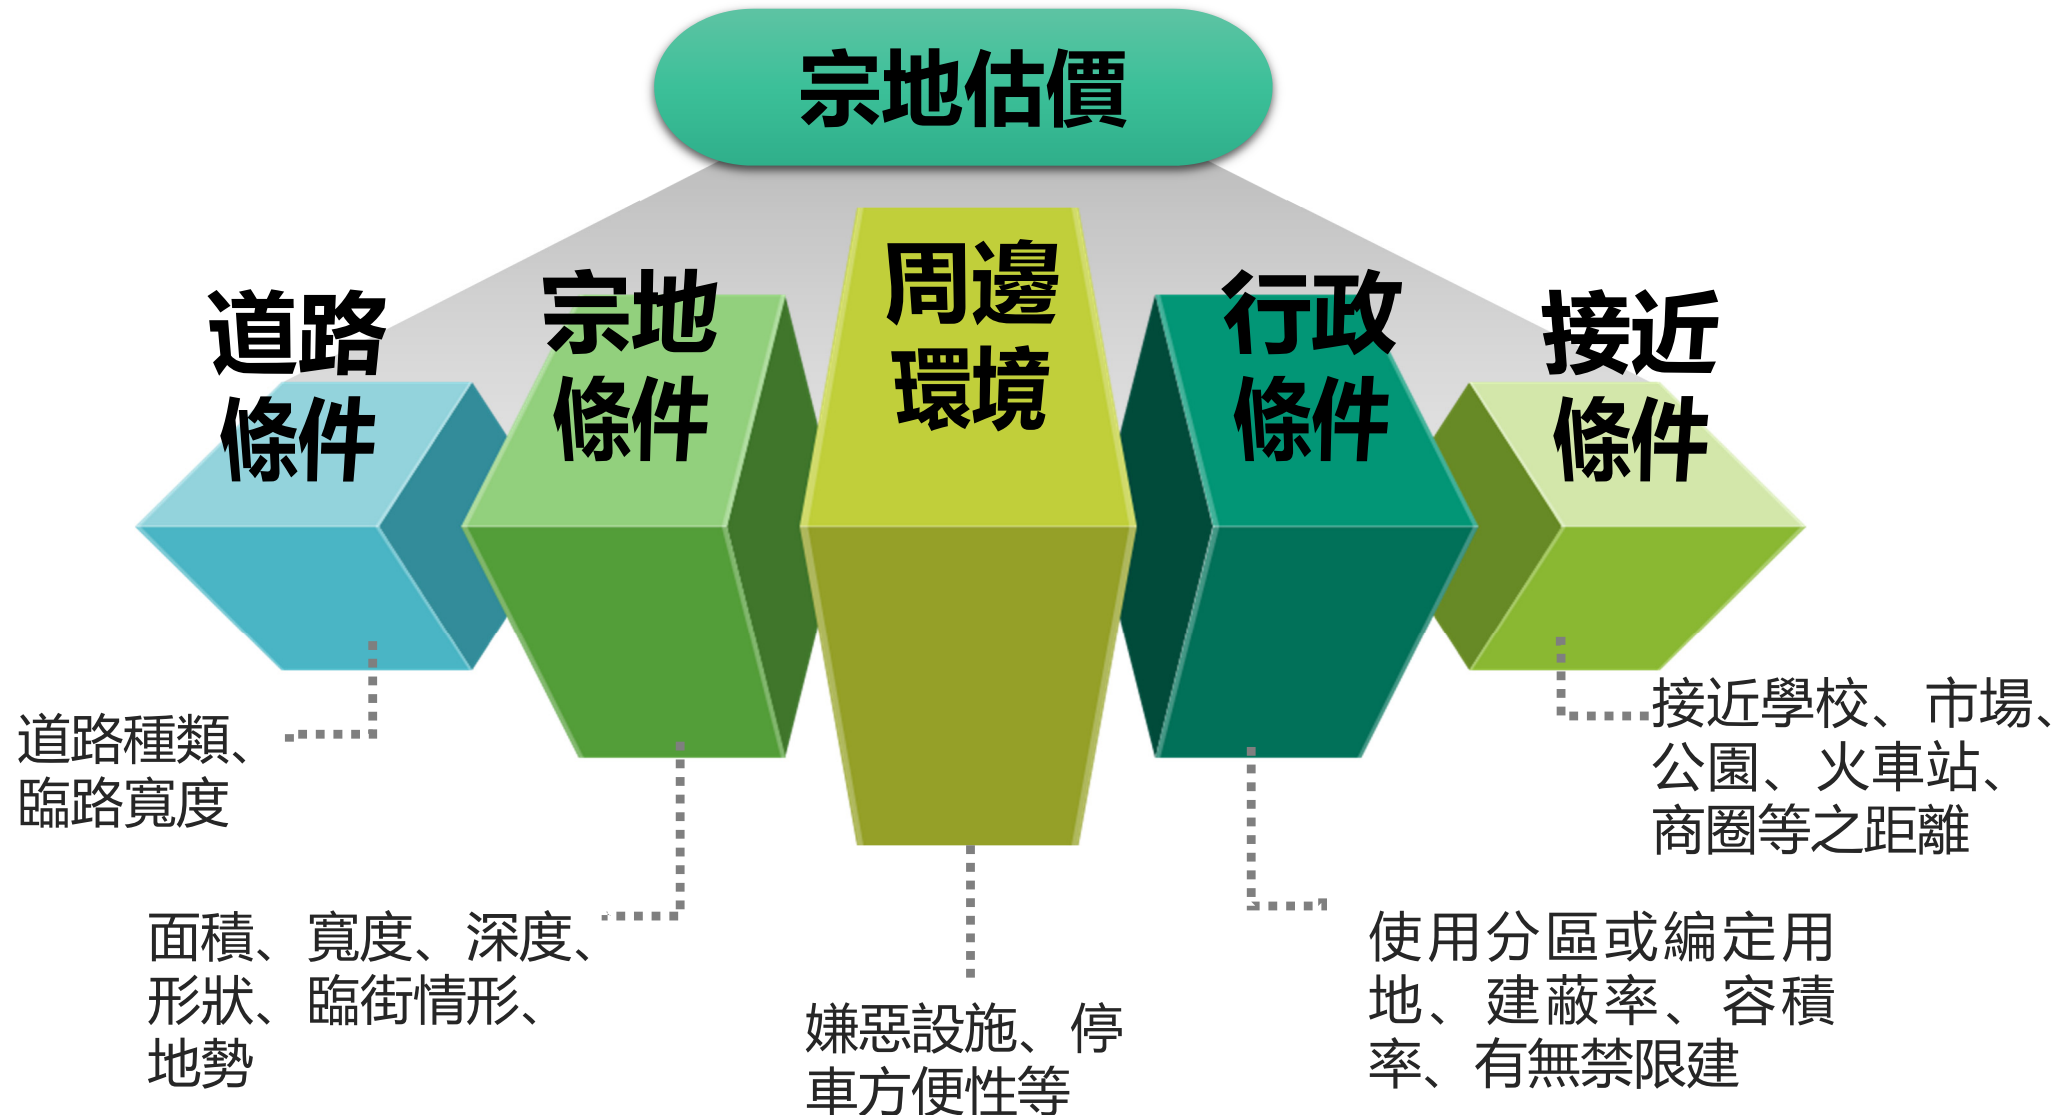 宗地估價
道路
條件
宗地
條件
周邊
環境
行政
條件
接近
條件
道路種類、
臨路寬度
面積、寬度、深度、
形狀、臨街情形、
地勢
嫌惡設施、停
車方便性等
使用分區或編定用
地、建蔽率、容積
率、有無禁限建
接近學校、市場、
公園、火車站、
商圈等之距離